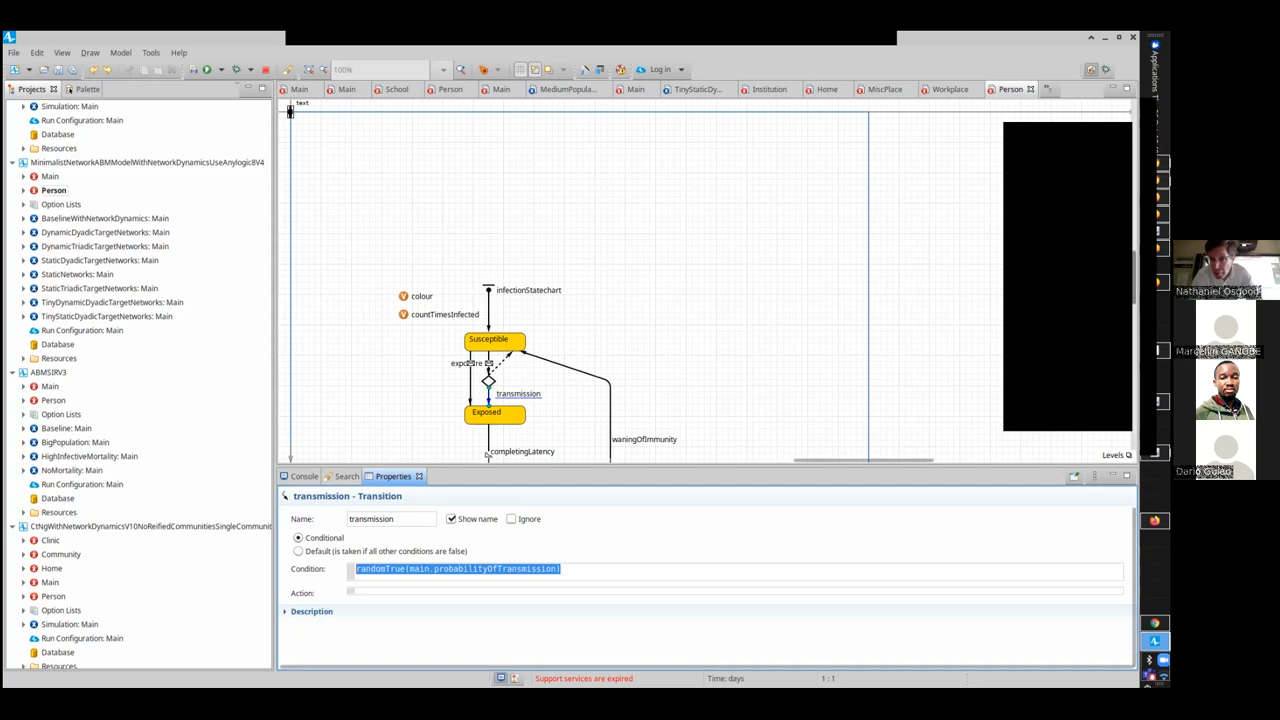 File Edit View Draw Model Tools Help
100%
Log in
Projects Palette
Main Main School Person Main MediumPopula... Main TinyStaticDy... Institution Home MiscPlace Workplace Person
Simulation: Main
Run Configuration: Main
Database
Resources
MinimalistNetworkABMModelWithNetworkDynamicsUseAnylogic8V4
Main
Person
Option Lists
BaselineWithNetworkDynamics: Main
DynamicDyadicTargetNetworks: Main
DynamicTriadicTargetNetworks: Main
StaticDyadicTargetNetworks: Main
StaticNetworks: Main
StaticTriadicTargetNetworks: Main
TinyDynamicDyadicTargetNetworks: Main
TinyStaticDyadicTargetNetworks: Main
Run Configuration: Main
Database
Resources
ABMSIRV3
Main
Person
Option Lists
Baseline: Main
BigPopulation: Main
HighInfectiveMortality: Main
NoMortality: Main
Run Configuration: Main
Database
Resources
CtNgWithNetworkDynamicsV10NoReifiedCommunitiesSingleCommunit
Clinic
Community
Home
Main
Person
Option Lists
Simulation: Main
Run Configuration: Main
Database
Resources
text
infectionStatechart
colour
countTimesInfected
Susceptible
transmission
Exposed
waningOfImmunity
completingLatency
Levels
Console Search Properties
transmission - Transition
Name: transmission Show name Ignore
Conditional
Default (is taken if all other conditions are false)
Condition: randomTrue(main.probabilityOfTransmission)
Action:
Description
Support services are expired Time: days 1 : 1
Applications
Nathaniel Osgood
Marcellin GANGBE